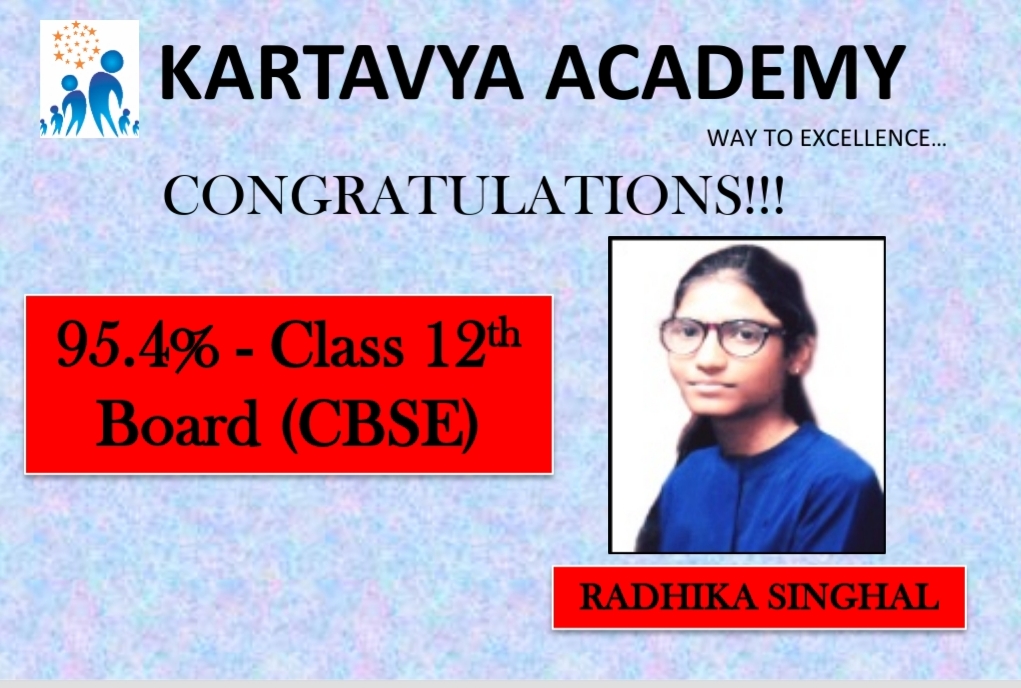 KARTAVYA ACADEMY
WAY TO EXCELLENCE...
CONGRATULATIONS!!!
95.4% - Class 12th
Board (CBSE)
RADHIKA SINGHAL